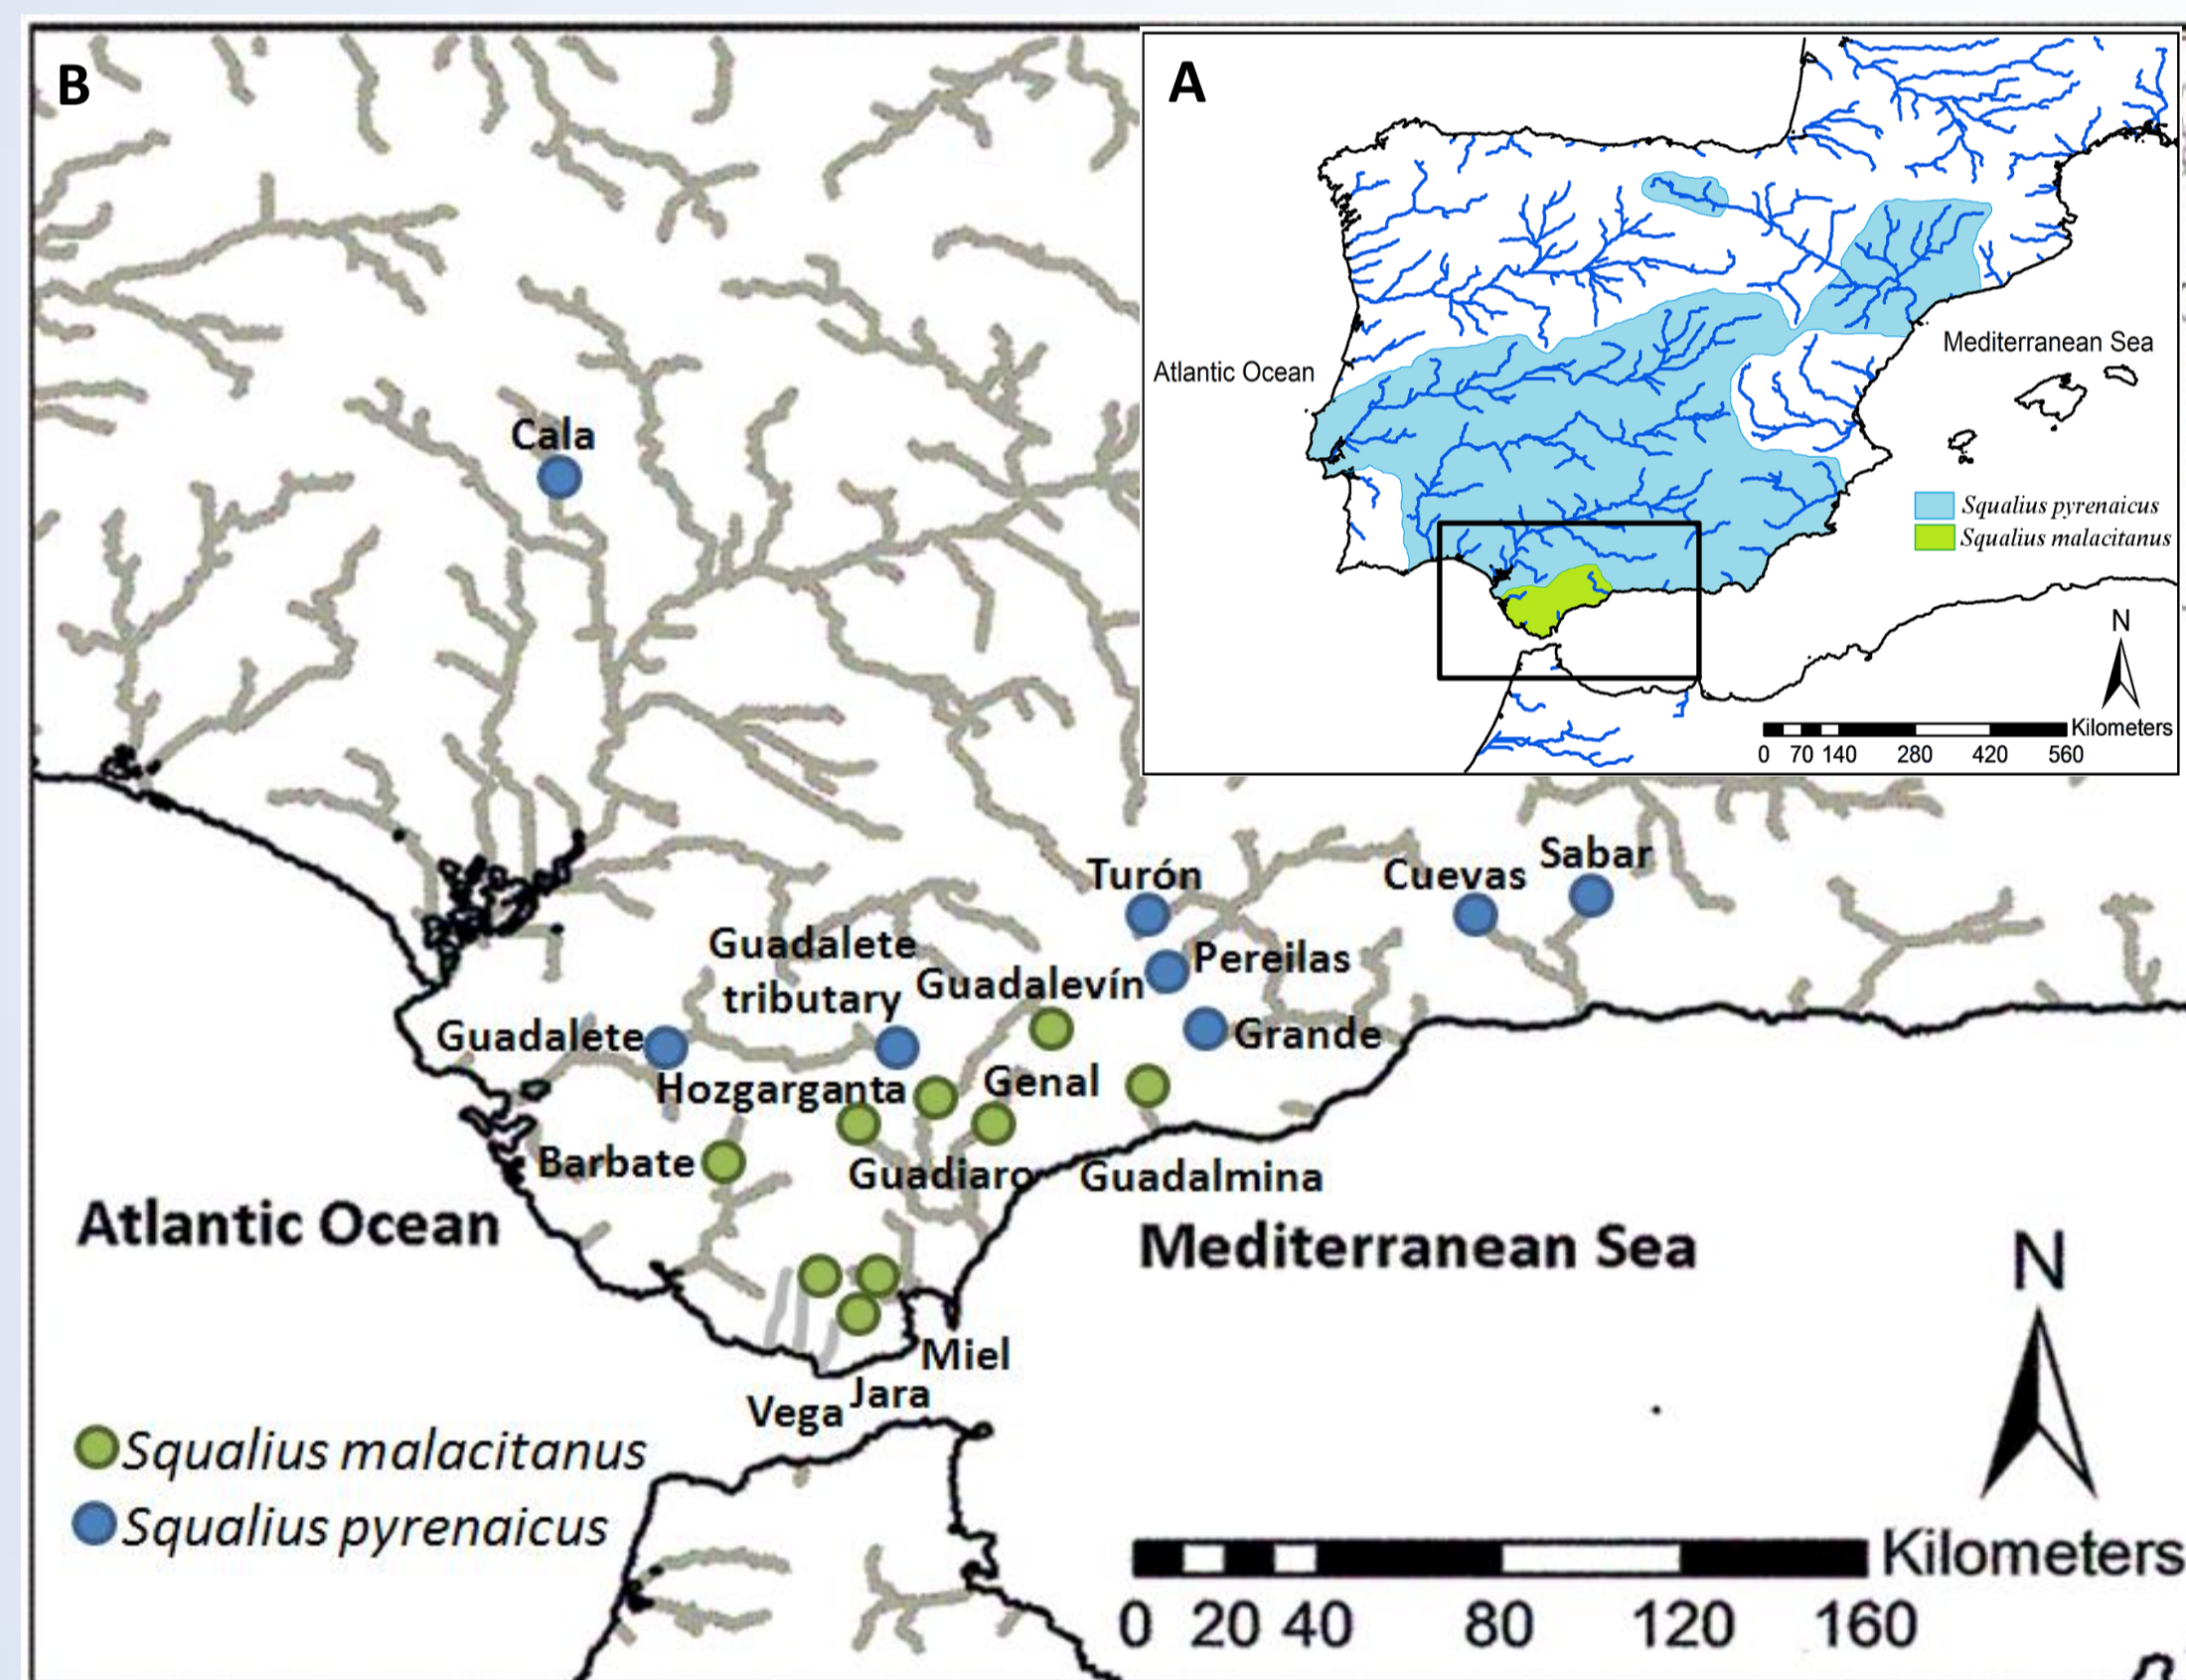 B
A
Atlantic Ocean
Mediterranean Sea
Squalius pyrenaicus
Squalius malacitanus
N
Kilometers
0 70 140 280 420 560
Cala
Turón
Cuevas
Sabar
Guadalete
tributary
Guadalevín
Pereilas
Guadalete
Grande
Hozgarganta
Genal
Barbate
Guadiaro
Guadalmina
Atlantic Ocean
Mediterranean Sea
N
Miel
Jara
Vega
Squalius malacitanus
Squalius pyrenaicus
Kilometers
0 20 40 80 120 160